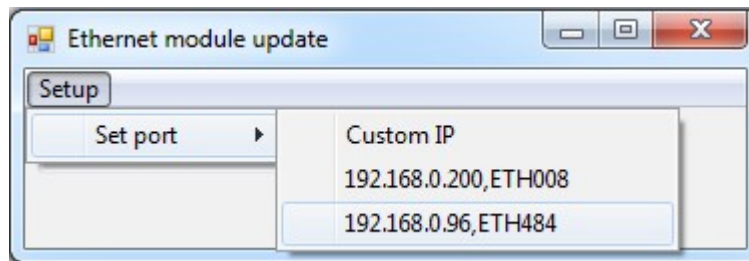 Ethernet module update
Setup
Set port
Custom IP
192.168.0.200,ETH008
192.168.0.96,ETH484